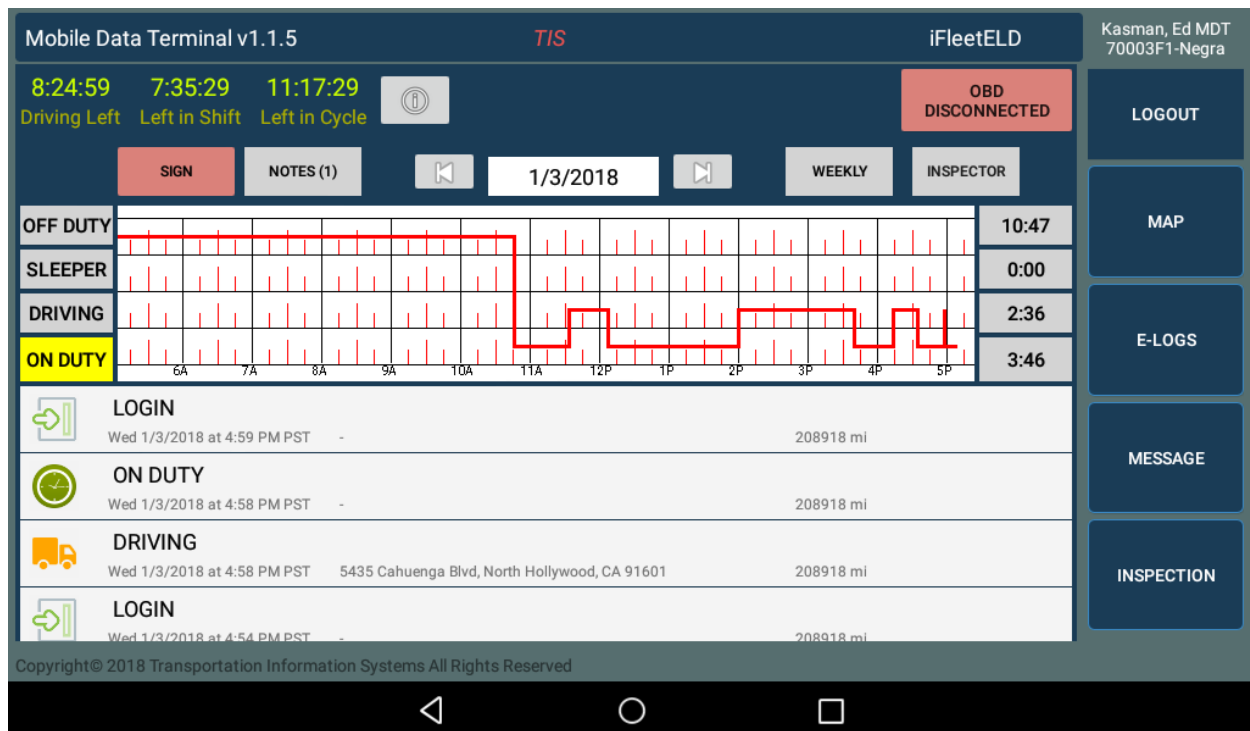 Mobile Data Terminal v1.1.5 TIS iFleetELD
Kasman, Ed MDT
70003F1-Negra
8:24:59 7:35:29 11:17:29
Driving Left Left in Shift Left in Cycle
OBD
DISCONNECTED
LOGOUT
SIGN NOTES (1) 1/3/2018 WEEKLY INSPECTOR
MAP
OFF DUTY 10:47
SLEEPER 0:00
DRIVING 2:36
ON DUTY 3:46
6A 7A 8A 9A 10A 11A 12P 1P 2P 3P 4P 5P
E-LOGS
LOGIN
Wed 1/3/2018 at 4:59 PM PST - 208918 mi
MESSAGE
ON DUTY
Wed 1/3/2018 at 4:58 PM PST - 208918 mi
DRIVING
Wed 1/3/2018 at 4:58 PM PST 5435 Cahuenga Blvd, North Hollywood, CA 91601 208918 mi
INSPECTION
LOGIN
Wed 1/3/2018 at 4:54 PM PST - 208918 mi
Copyright© 2018 Transportation Information Systems All Rights Reserved